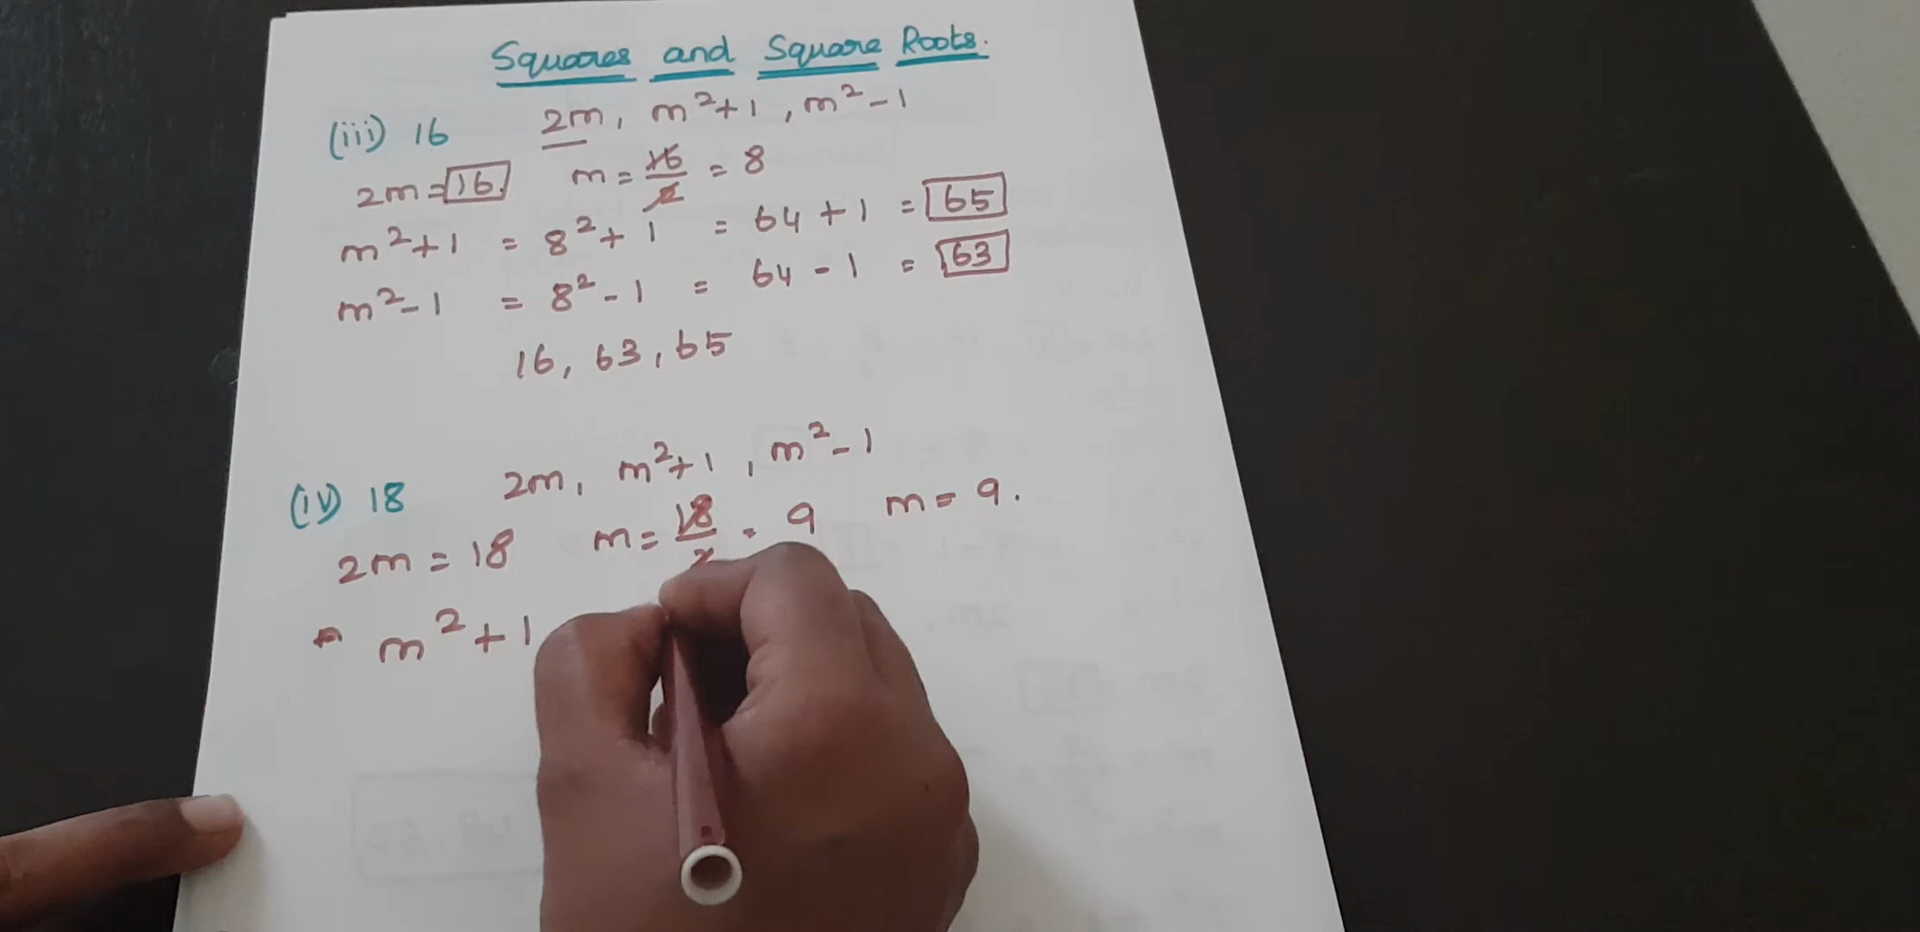 Squares and Square Roots.
(iii) 16 2m, m²+1, m²-1
2m=16. m=16/2=8
m²+1 = 8²+1 = 64+1 = 65
m²-1 = 8²-1 = 64-1 = 63
16, 63, 65
(iv) 18 2m, m²+1, m²-1
2m=18 m=18/2=9 m=9.
m²+1